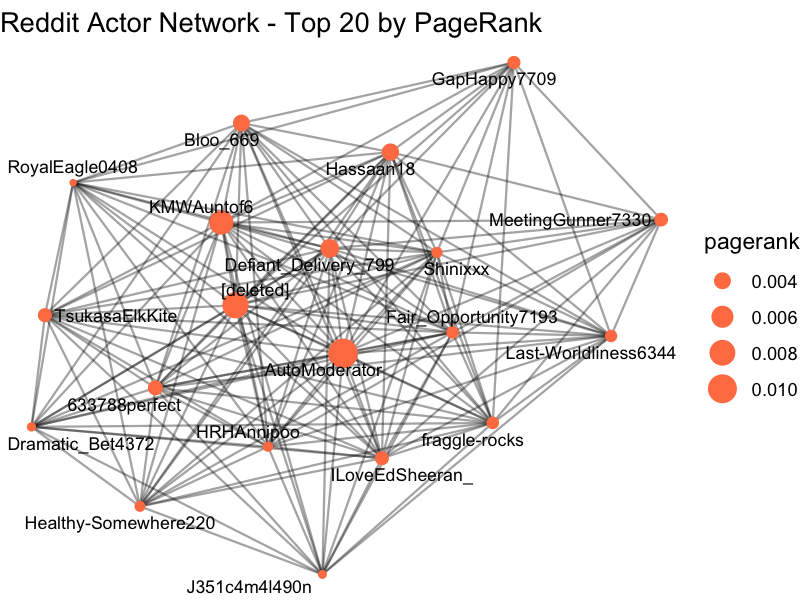 Reddit Actor Network - Top 20 by PageRank
GapHappy7709
Bloo_669
Hassaan18
RoyalEagle0408
KMWAuntof6
MeetingGunner7330
Defiant_Delivery_799
Shinixxx
[deleted]
TsukasaElkKite
Fair_Opportunity7193
Last-Worldliness6344
AutoModerator
633788perfect
HRHAnnipoo
fraggle-rocks
Dramatic_Bet4372
ILoveEdSheeran_
Healthy-Somewhere220
J351c4m4l490n
pagerank
0.004
0.006
0.008
0.010